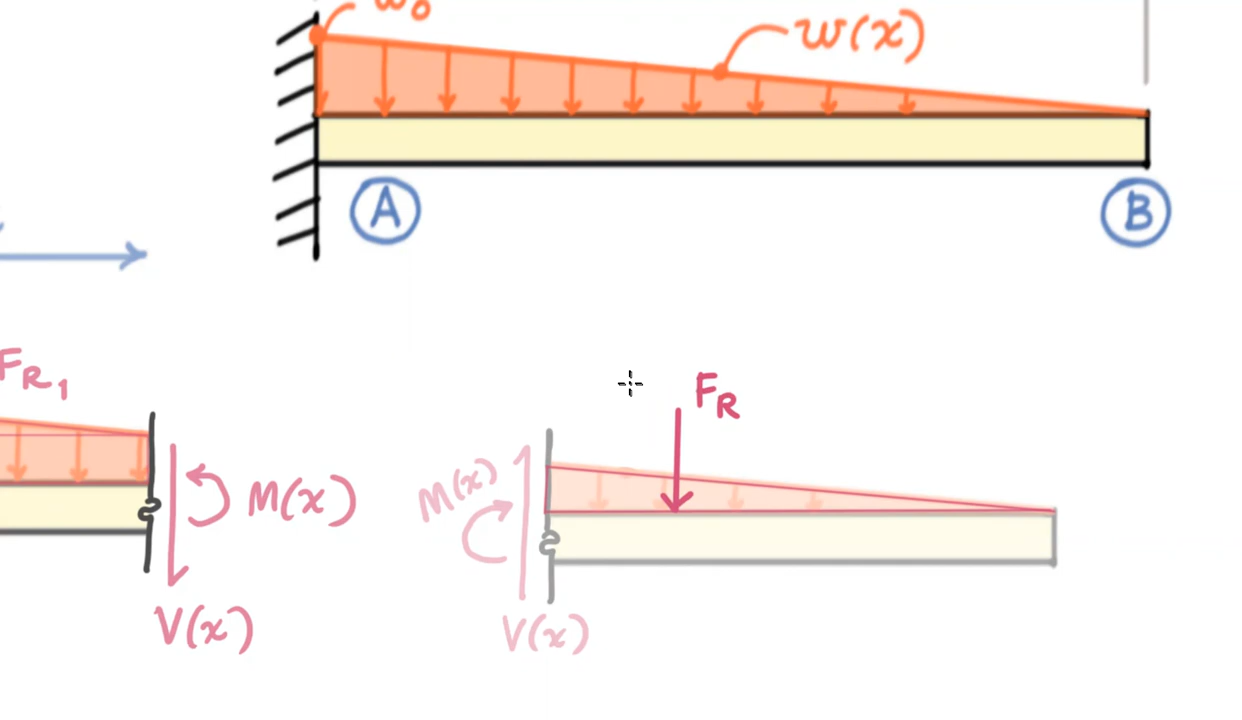 w₀
w(x)
A
B
F_R₁
M(x)
V(x)
F_R
M(x)
V(x)